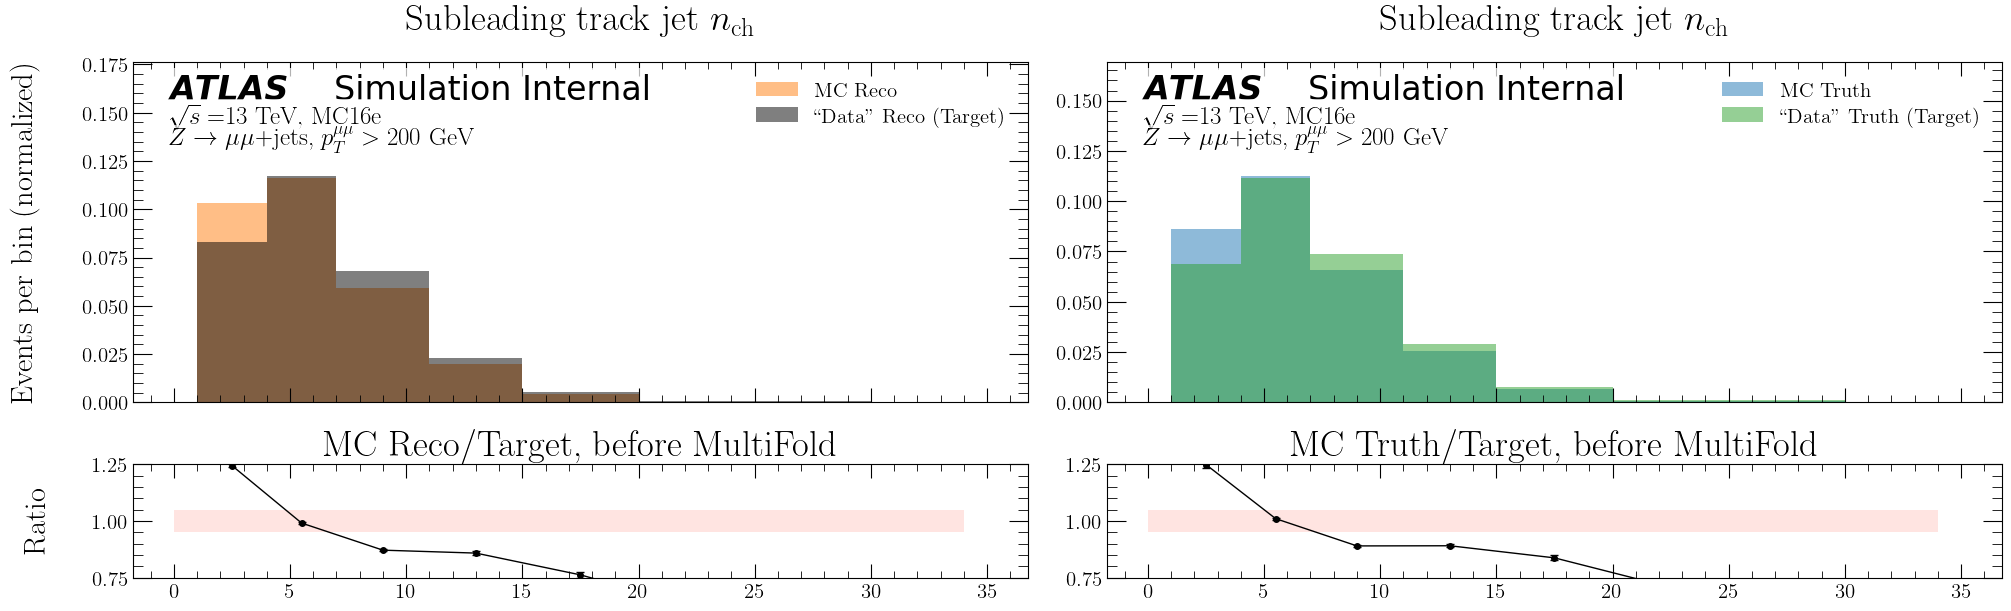 Subleading track jet n_ch
Events per bin (normalized)
0.175
0.150
0.125
0.100
0.075
0.050
0.025
0.000
ATLAS Simulation Internal
√s =13 TeV, MC16e
Z → μμ+jets, p_T^μμ > 200 GeV
MC Reco
“Data” Reco (Target)
MC Reco/Target, before MultiFold
Ratio
1.25
1.00
0.75
0 5 10 15 20 25 30 35
Subleading track jet n_ch
0.150
0.125
0.100
0.075
0.050
0.025
0.000
ATLAS Simulation Internal
√s =13 TeV, MC16e
Z → μμ+jets, p_T^μμ > 200 GeV
MC Truth
“Data” Truth (Target)
MC Truth/Target, before MultiFold
1.25
1.00
0.75
0 5 10 15 20 25 30 35